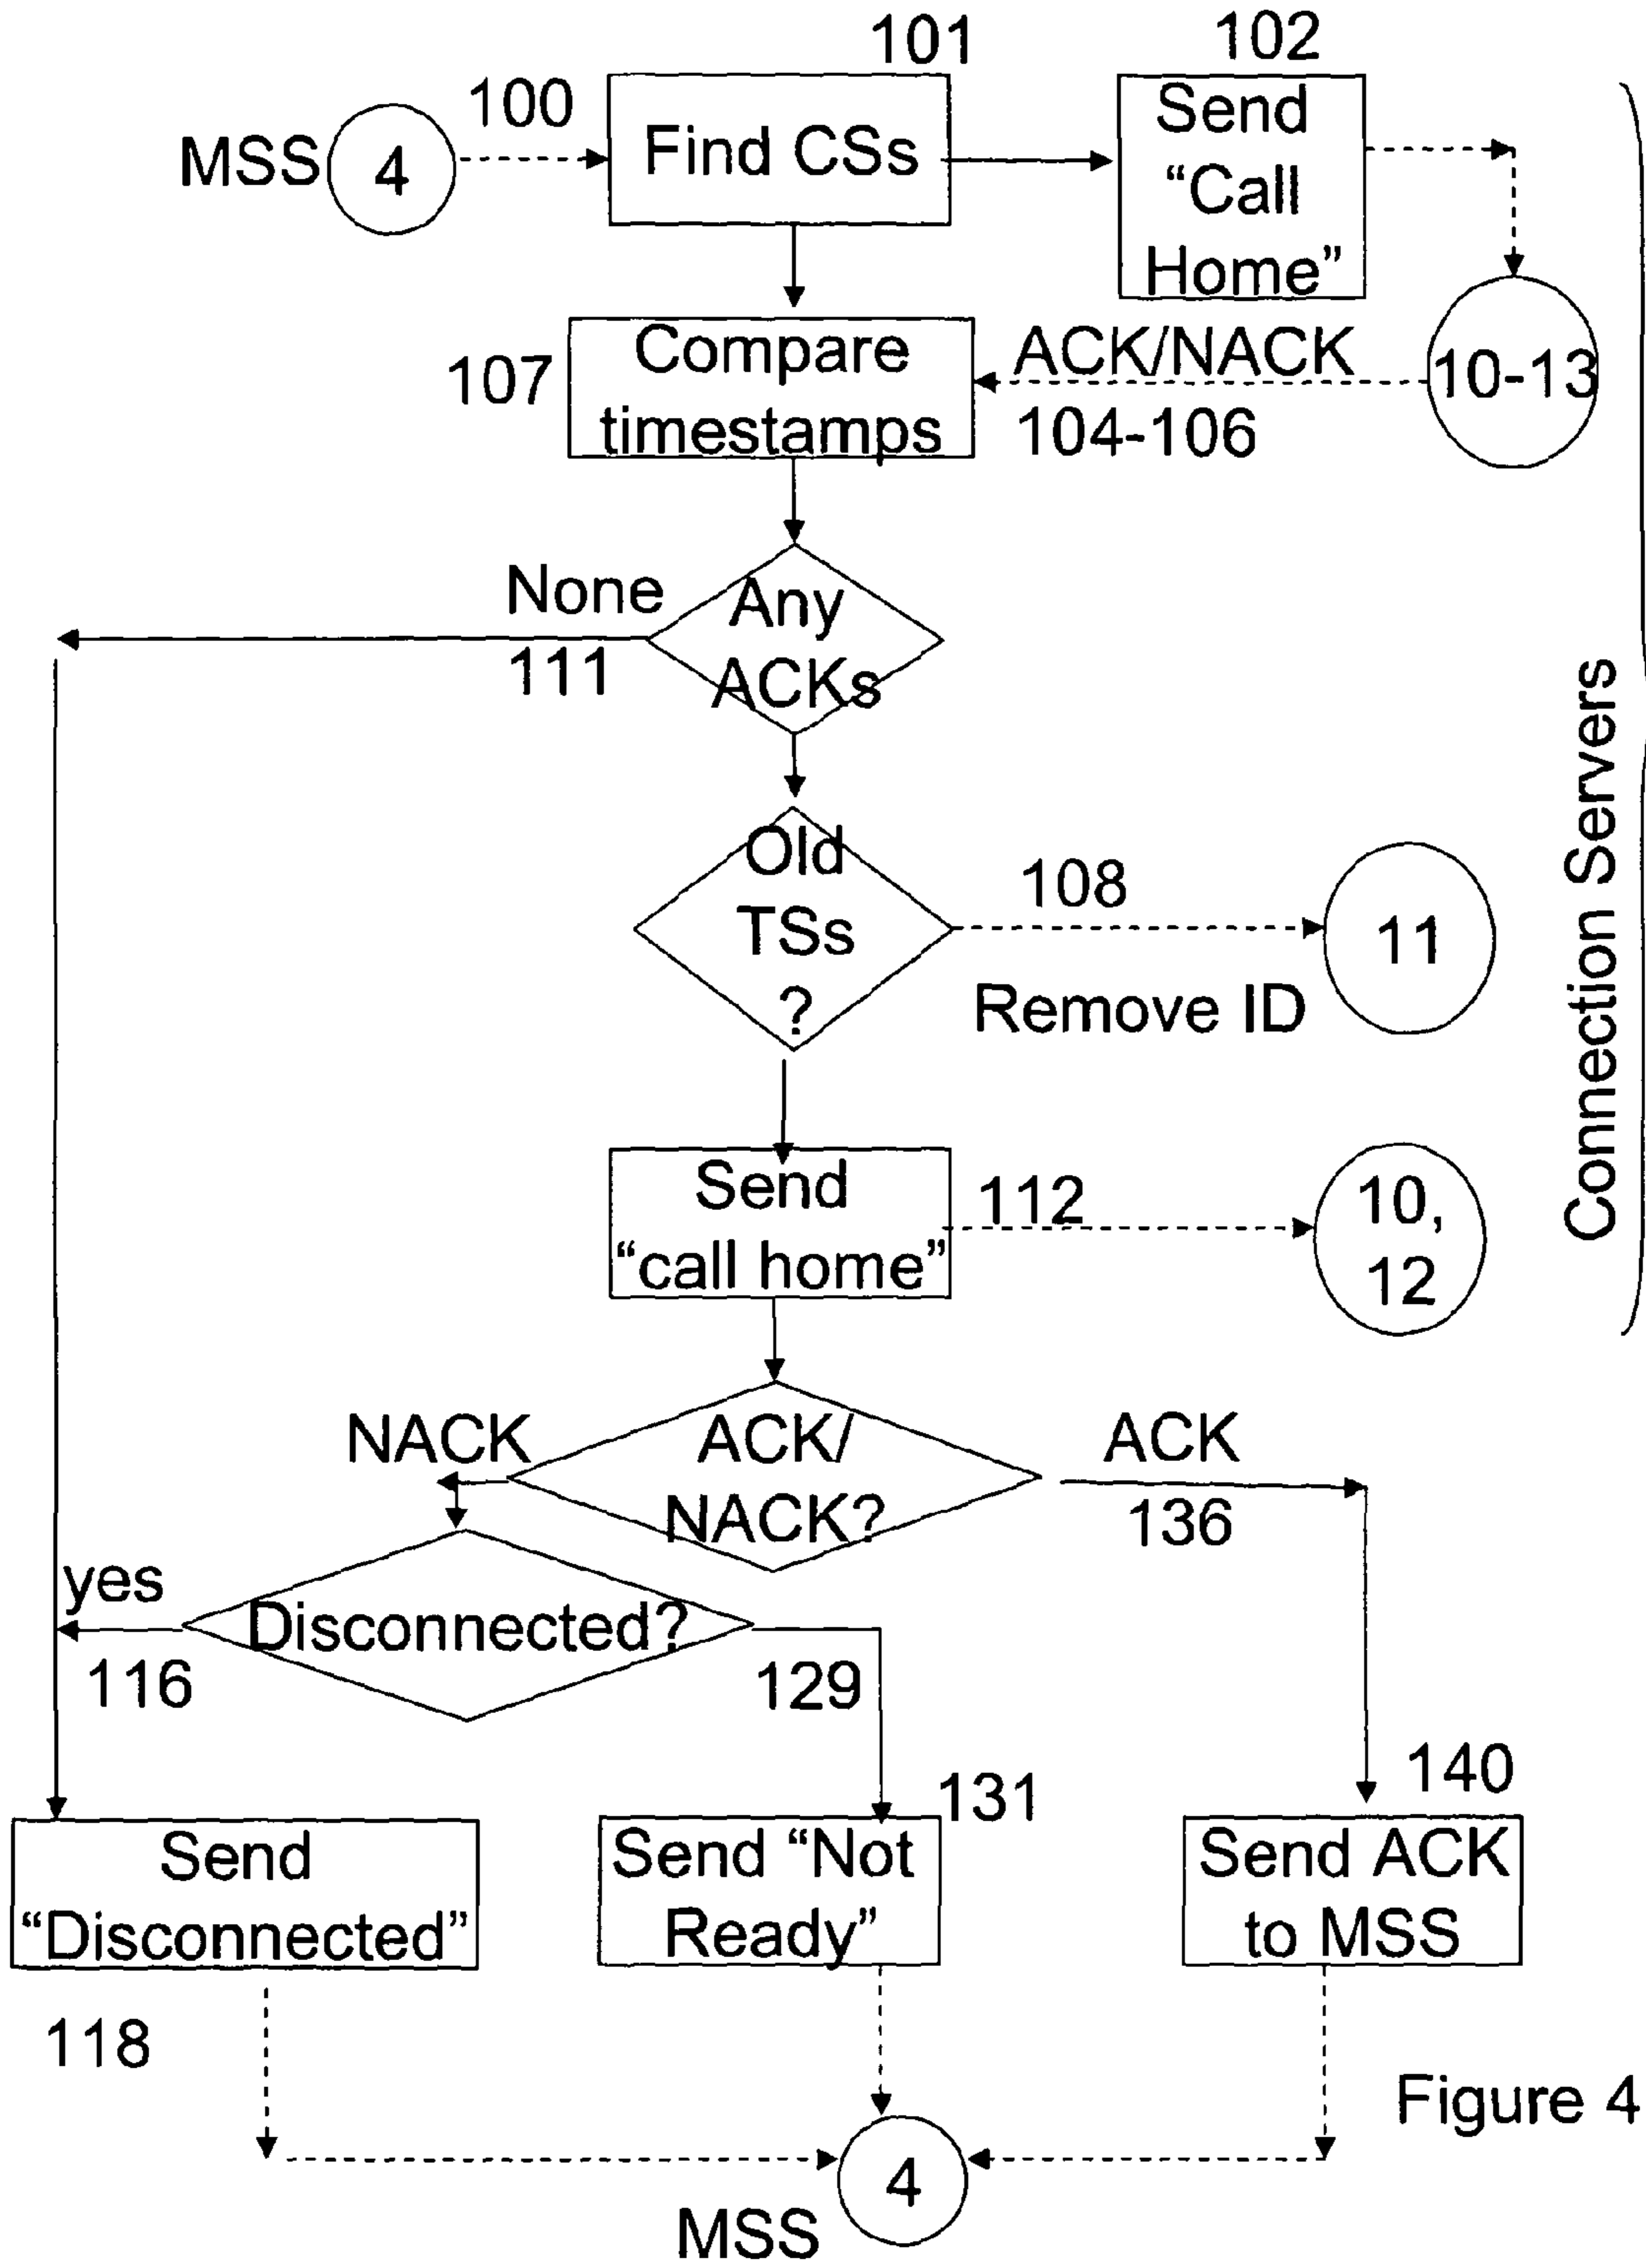 101
102
100
MSS
4
Find CSs
Send
“Call
Home”
107
Compare
timestamps
ACK/NACK
104-106
10-13
None
111
Any
ACKs
Old
TSs
?
108
Remove ID
11
Connection Servers
Send
“call home”
112
10,
12
NACK
ACK/
NACK?
ACK
136
yes
116
Disconnected?
129
131
140
Send
“Disconnected”
Send “Not
Ready”
Send ACK
to MSS
118
Figure 4
4
MSS